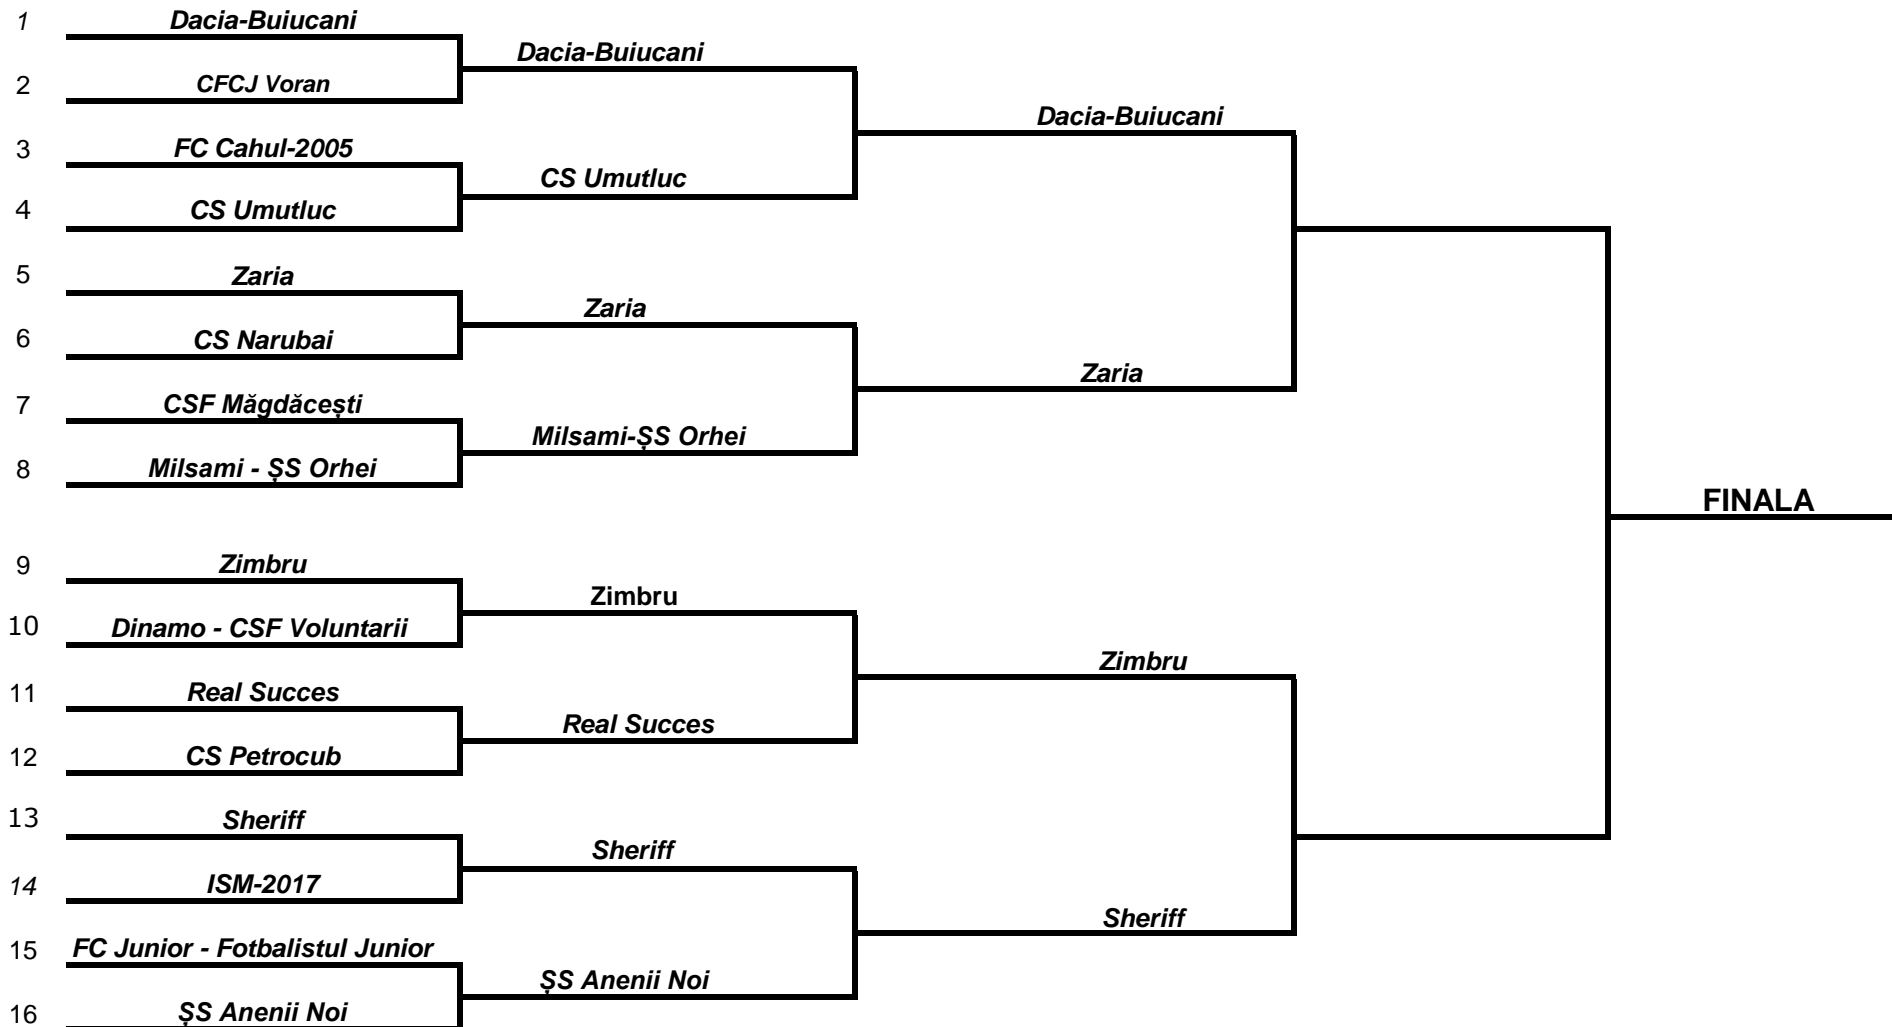 1 Dacia-Buiucani
Dacia-Buiucani
2 CFCJ Voran
Dacia-Buiucani
3 FC Cahul-2005
CS Umutluc
4 CS Umutluc
5 Zaria
Zaria
6 CS Narubai
Zaria
7 CSF Măgdăcești
Milsami-ȘS Orhei
8 Milsami - ȘS Orhei
FINALA
9 Zimbru
Zimbru
10 Dinamo - CSF Voluntarii
Zimbru
11 Real Succes
Real Succes
12 CS Petrocub
13 Sheriff
Sheriff
14 ISM-2017
Sheriff
15 FC Junior - Fotbalistul Junior
ȘS Anenii Noi
16 ȘS Anenii Noi